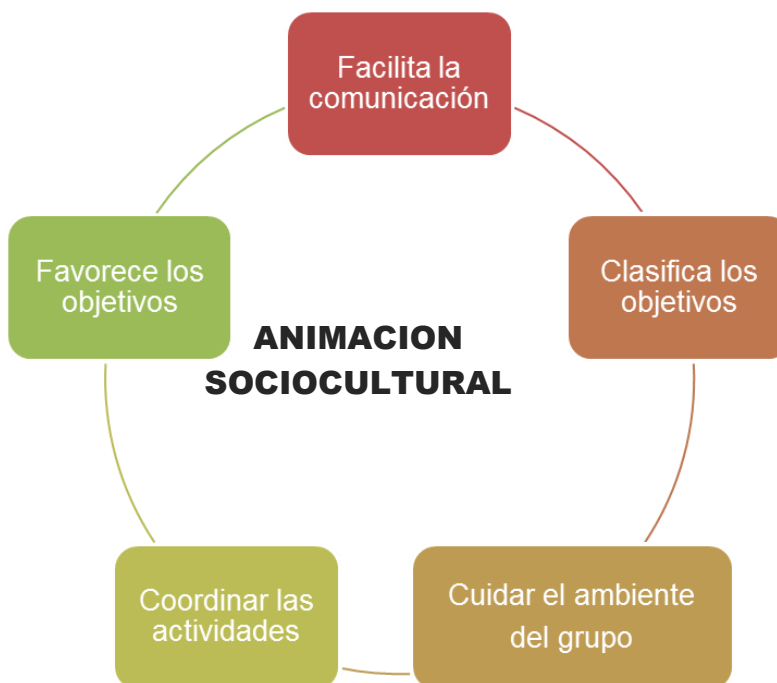 Facilita la
comunicación
Clasifica los
objetivos
Cuidar el ambiente
del grupo
Coordinar las
actividades
Favorece los
objetivos
ANIMACION
SOCIOCULTURAL